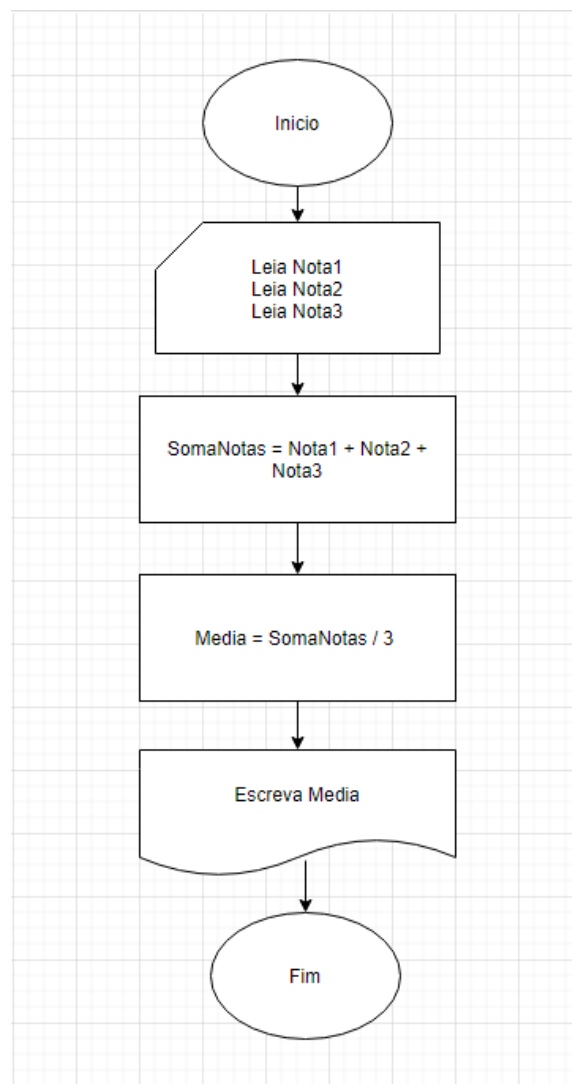 Inicio
Leia Nota1
Leia Nota2
Leia Nota3
SomaNotas = Nota1 + Nota2 +
Nota3
Media = SomaNotas / 3
Escreva Media
Fim